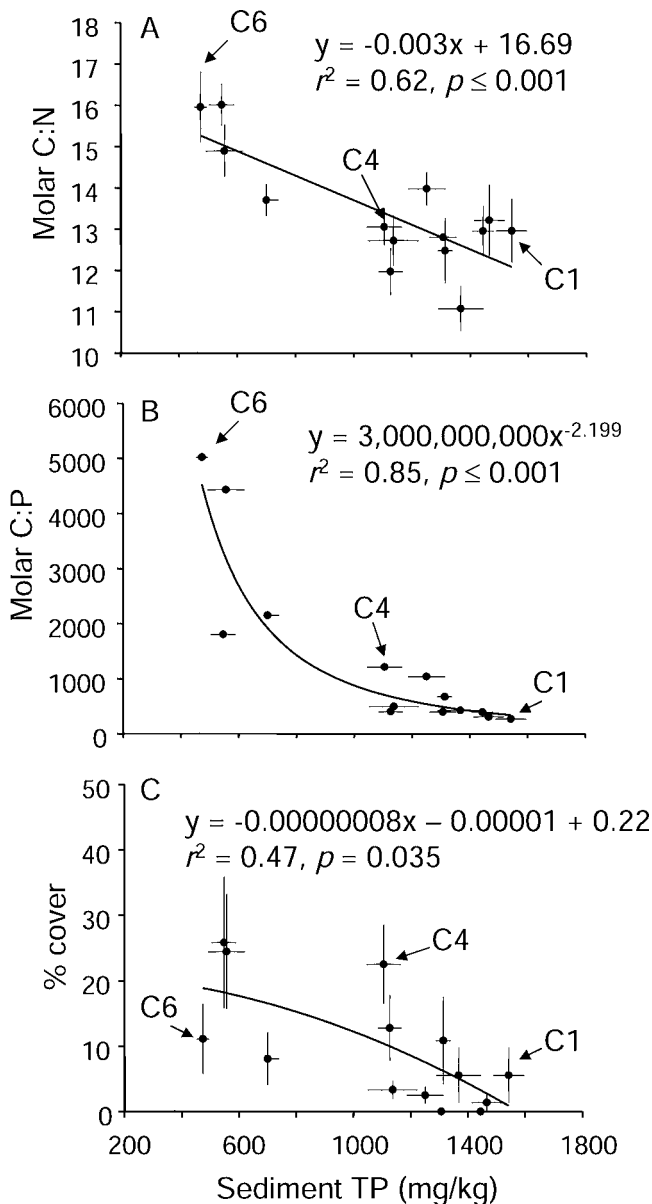 A
C6
y = -0.003x + 16.69
r² = 0.62, p ≤ 0.001
C4
C1
18
17
16
15
14
13
12
11
10
Molar C:N
B
C6
y = 3,000,000,000x⁻²·¹⁹⁹
r² = 0.85, p ≤ 0.001
C4
C1
6000
5000
4000
3000
2000
1000
0
Molar C:P
C
y = -0.00000008x – 0.00001 + 0.22
r² = 0.47, p = 0.035
C4
C6
C1
50
40
30
20
10
0
% cover
200 600 1000 1400 1800
Sediment TP (mg/kg)